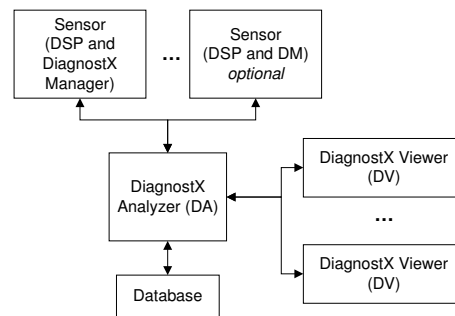 Sensor
(DSP and
DiagnostX
Manager)
...
Sensor
(DSP and DM)
optional
DiagnostX
Analyzer (DA)
DiagnostX Viewer
(DV)
...
DiagnostX Viewer
(DV)
Database